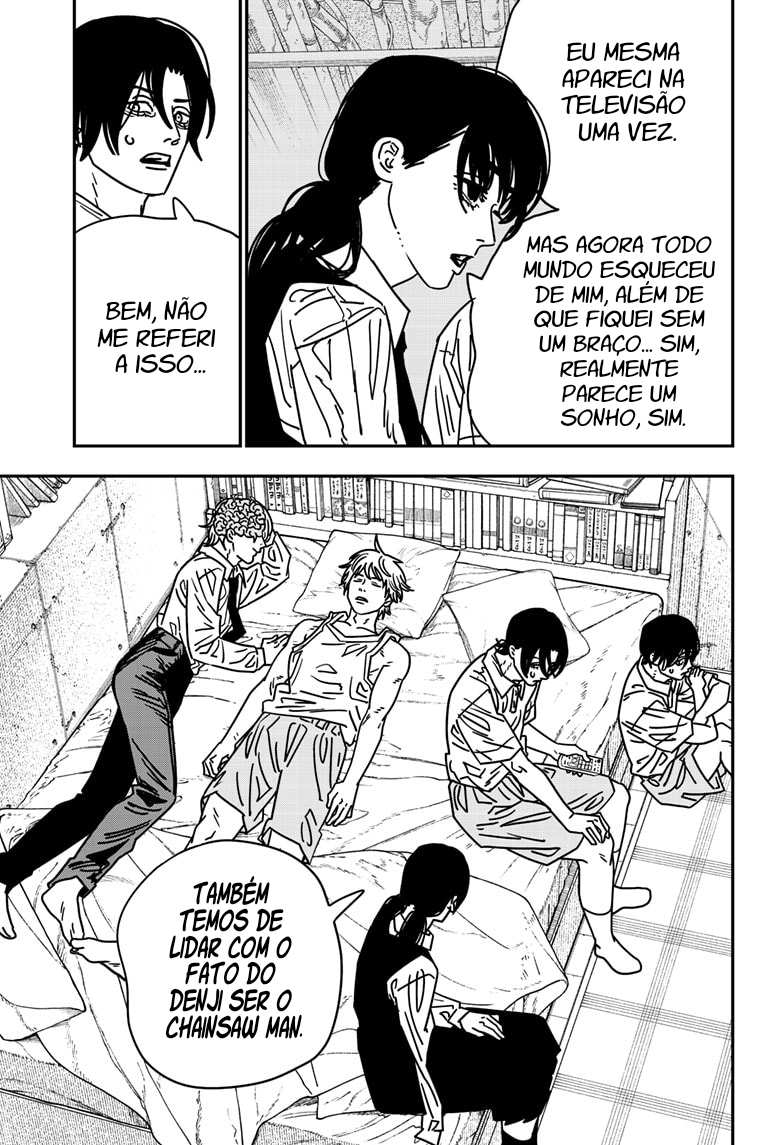 EU MESMA
APARECI NA
TELEVISÃO
UMA VEZ.
MAS AGORA TODO
MUNDO ESQUECEU
DE MIM, ALÉM DE
QUE FIQUEI SEM
UM BRAÇO... SIM,
REALMENTE
PARECE UM
SONHO, SIM.
BEM, NÃO
ME REFERI
A ISSO...
TAMBÉM
TEMOS DE
LIDAR COM O
FATO DO
DENJI SER O
CHAINSAW MAN.